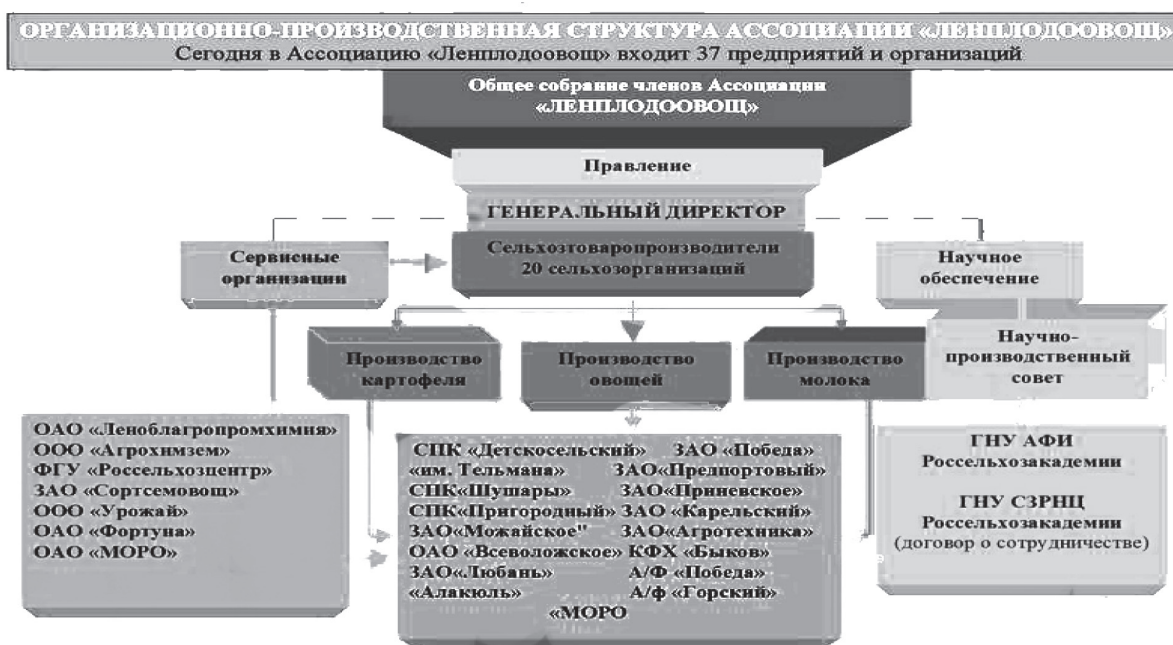 ОРГАНИЗАЦИОННО-ПРОИЗВОДСТВЕННАЯ СТРУКТУРА АССОЦИАЦИИ «ЛЕНПЛОДООВОЩ»
Сегодня в Ассоциацию «Ленплодоовощ» входит 37 предприятий и организаций
Общее собрание членов Ассоциации
«ЛЕНПЛОДООВОЩ»
Правление
ГЕНЕРАЛЬНЫЙ ДИРЕКТОР
Сервисные
организации
Сельхозтоваропроизводители
20 сельхозорганизаций
Научное
обеспечение
Производство
картофеля
Производство
овощей
Производство
молока
Научно-
производственный
совет
ОАО «Леноблагропромхимия»
ООО «Агрохимзем»
ФГУ «Россельхозцентр»
ЗАО «Сортсемовощ»
ООО «Урожай»
ОАО «Фортуна»
ОАО «МОРО»
СПК «Детскосельский» ЗАО «Победа»
«им. Тельмана» ЗАО«Предпортовый»
СПК«Шушары» ЗАО«Приневское»
СПК«Пригородный» ЗАО «Карельский)
ЗАО«Можайское" ЗАО«Агротехника»
ОАО «Всеволожское» КФХ «Быков»
ЗАО«Любань» А/Ф «Победа»
«Алакюль» А/ф «Горский»
«МОРО
ГНУ АФИ
Россельхозакадемии
ГНУ СЗРНЦ
Россельхозакадемии
(договор о сотрудничестве)